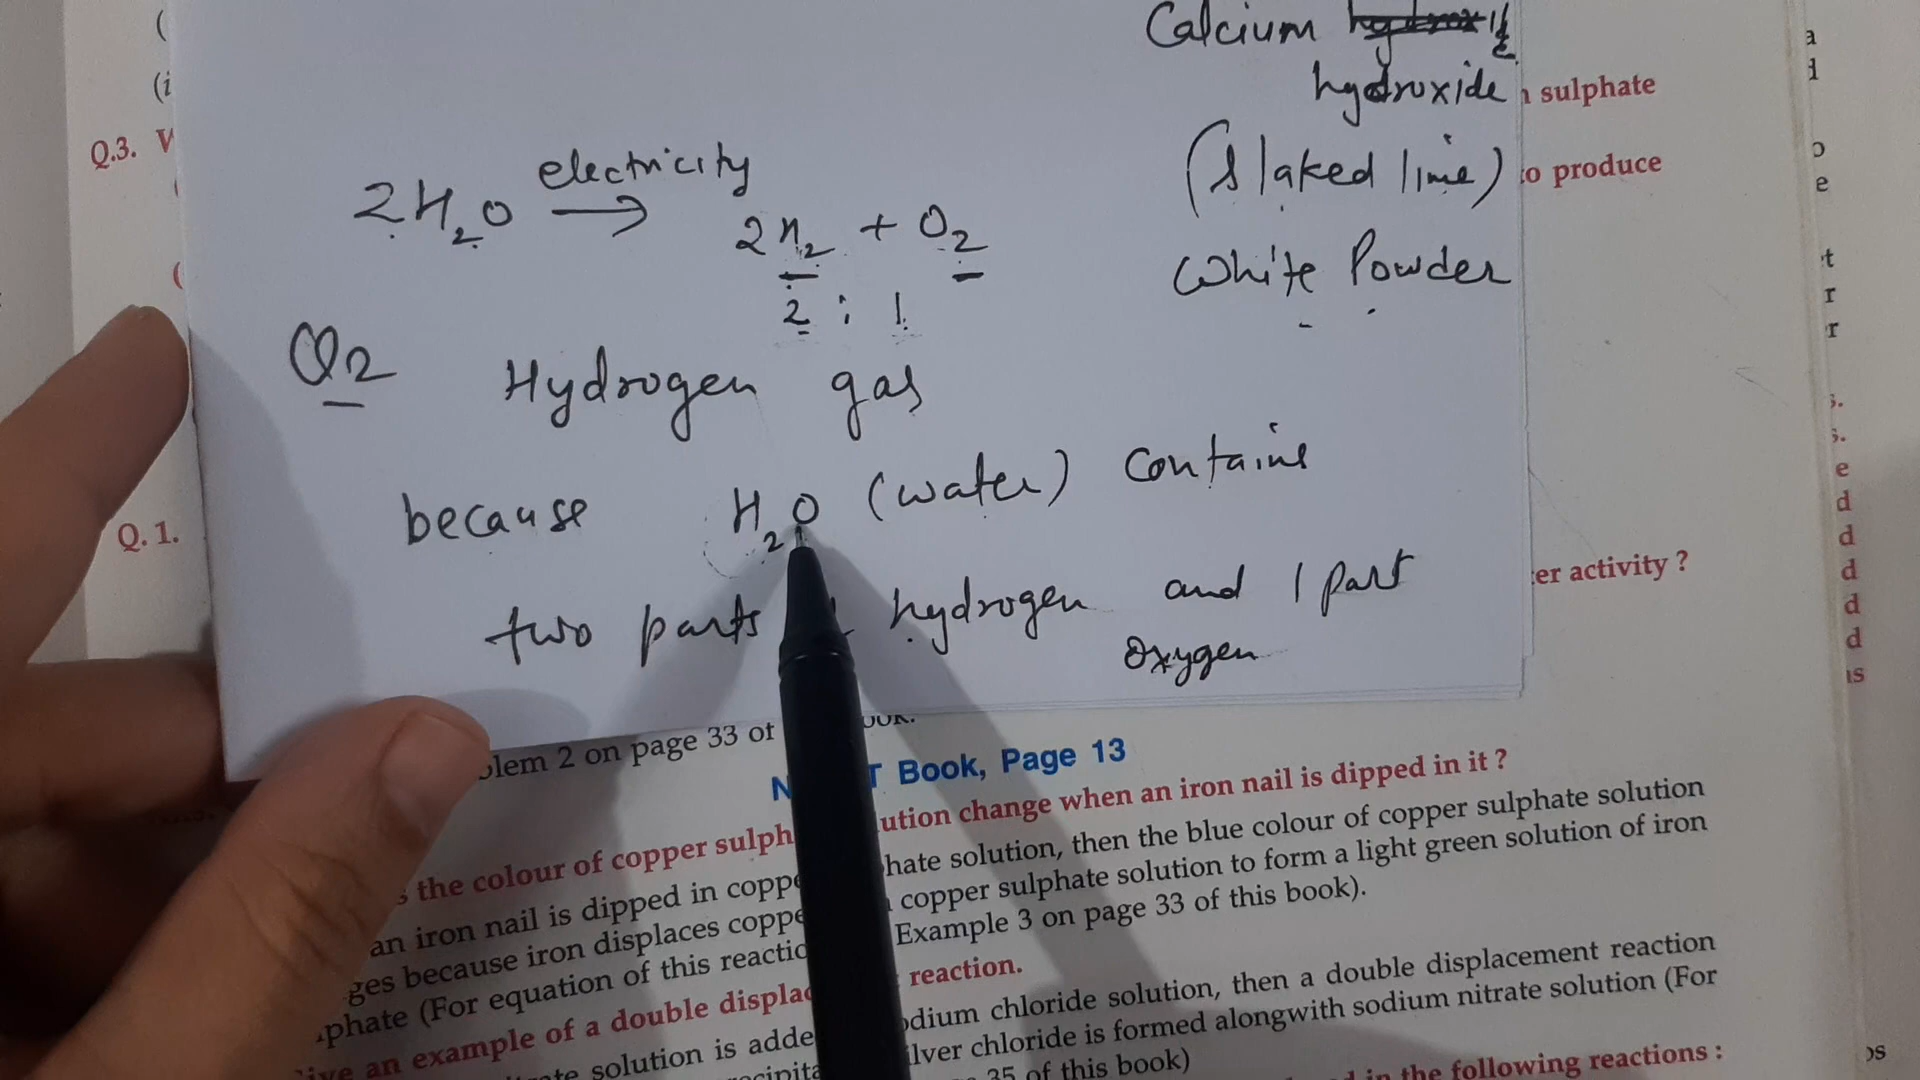 Calcium
hydroxide
(Slaked lime)
White Powder
2H2O electricity → 2H2 + O2
2 : 1
Q2 Hydrogen gas
because H2O (water) contains
two parts hydrogen and 1 part
oxygen
(
(i
Q.3.
sulphate
to produce
Q. 1.
er activity ?
2 on page 33 of
Book, Page 13
the colour of copper sulph ution change when an iron nail is dipped in it ?
an iron nail is dipped in coppe hate solution, then the blue colour of copper sulphate solution
ges because iron displaces coppe copper sulphate solution to form a light green solution of iron
phate (For equation of this reactio Example 3 on page 33 of this book).
an example of a double displac reaction.
solution is adde odium chloride solution, then a double displacement reaction
ilver chloride is formed alongwith sodium nitrate solution (For
35 of this book)
in the following reactions :